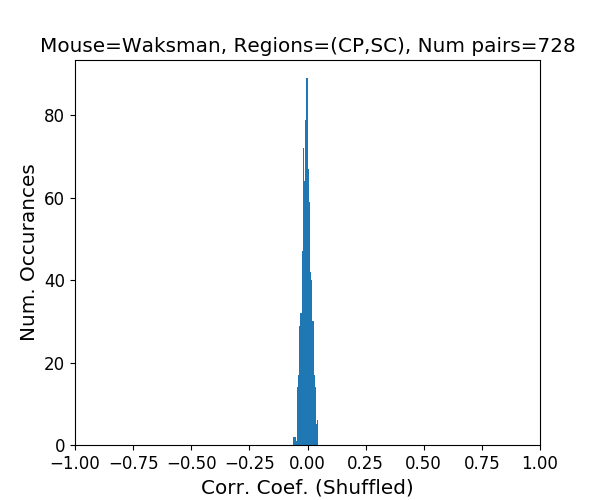 Mouse=Waksman, Regions=(CP,SC), Num pairs=728
Num. Occurances
80
60
40
20
0
−1.00 −0.75 −0.50 −0.25 0.00 0.25 0.50 0.75 1.00
Corr. Coef. (Shuffled)